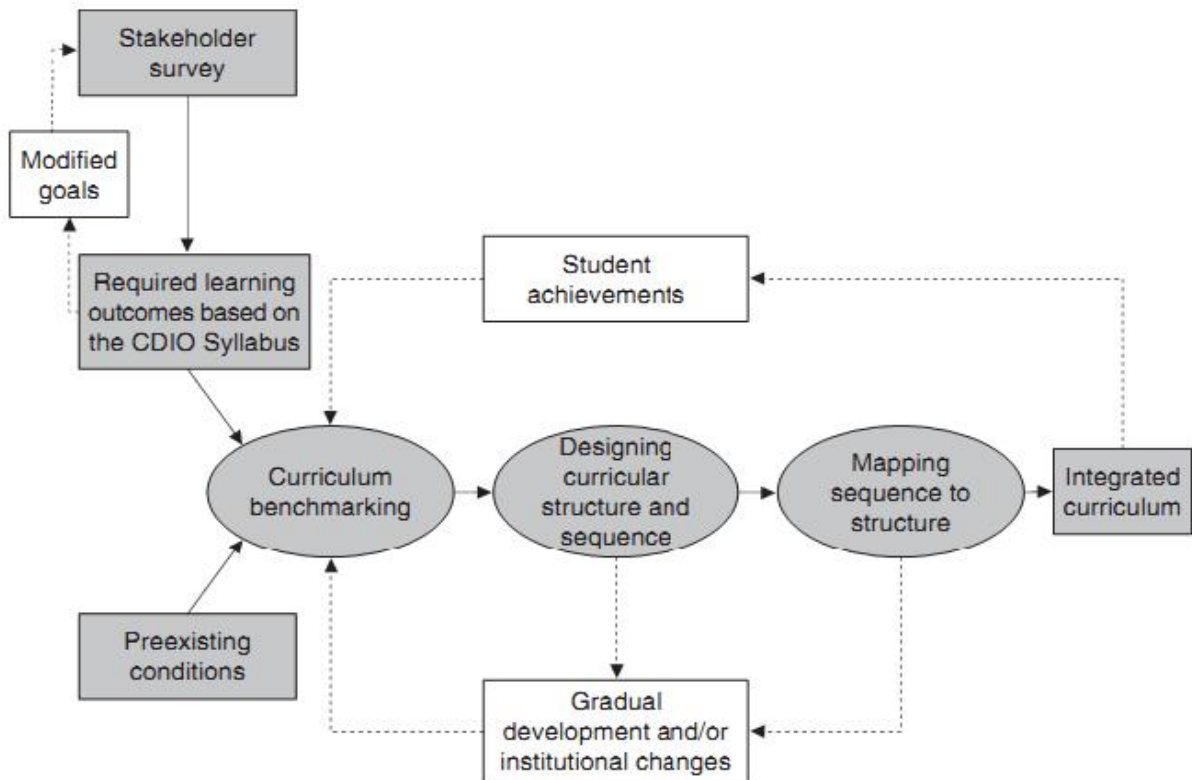 Stakeholder
survey
Modified
goals
Required learning
outcomes based on
the CDIO Syllabus
Student
achievements
Curriculum
benchmarking
Designing
curricular
structure and
sequence
Mapping
sequence to
structure
Integrated
curriculum
Preexisting
conditions
Gradual
development and/or
institutional changes